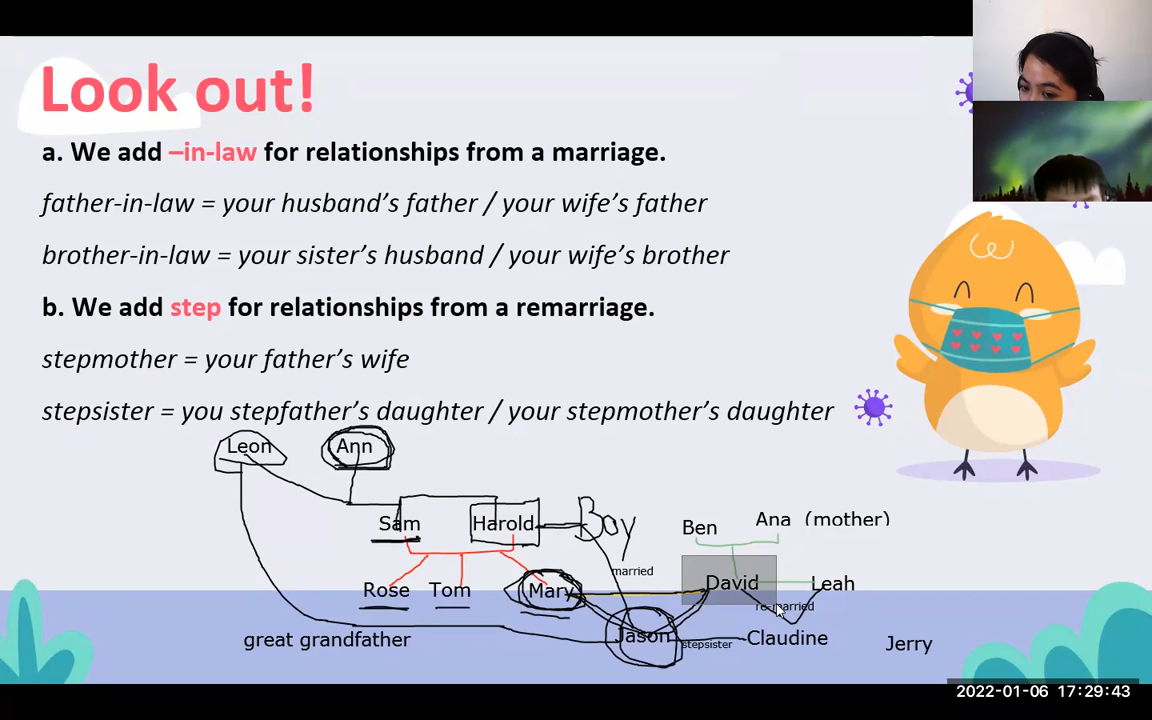 Look out!
a. We add –in-law for relationships from a marriage.
father-in-law = your husband's father / your wife's father
brother-in-law = your sister's husband / your wife's brother
b. We add step for relationships from a remarriage.
stepmother = your father's wife
stepsister = you stepfather's daughter / your stepmother's daughter
Leon Ann
Sam Harold Boy Ben Ana (mother)
married
Rose Tom Mary David Leah
re-married
great grandfather Jason stepsister Claudine Jerry
2022-01-06 17:29:43